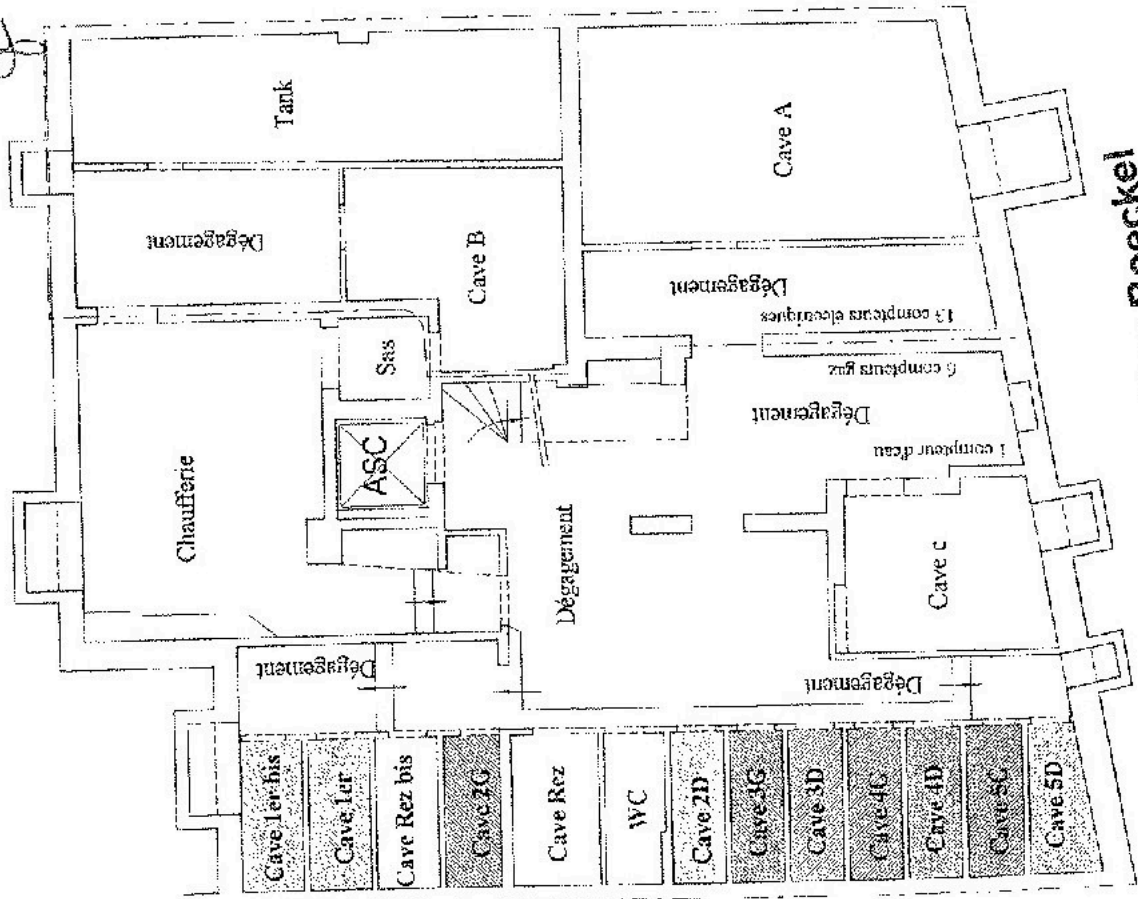 Tank
Dégagement
Cave B
Cave A
Dégagement
13 compteurs électriques
Chaufferie
Sas
ASC
6 compteurs gaz
Dégagement
1 compteur d'eau
Dégagement
Cave c
Dégagement
Dégagement
Cave 1er bis
Cave 1er
Cave Rez bis
Cave 2G
Cave Rez
WC
Cave 2D
Cave 3G
Cave 3D
Cave 4G
Cave 4D
Cave 5G
Cave 5D